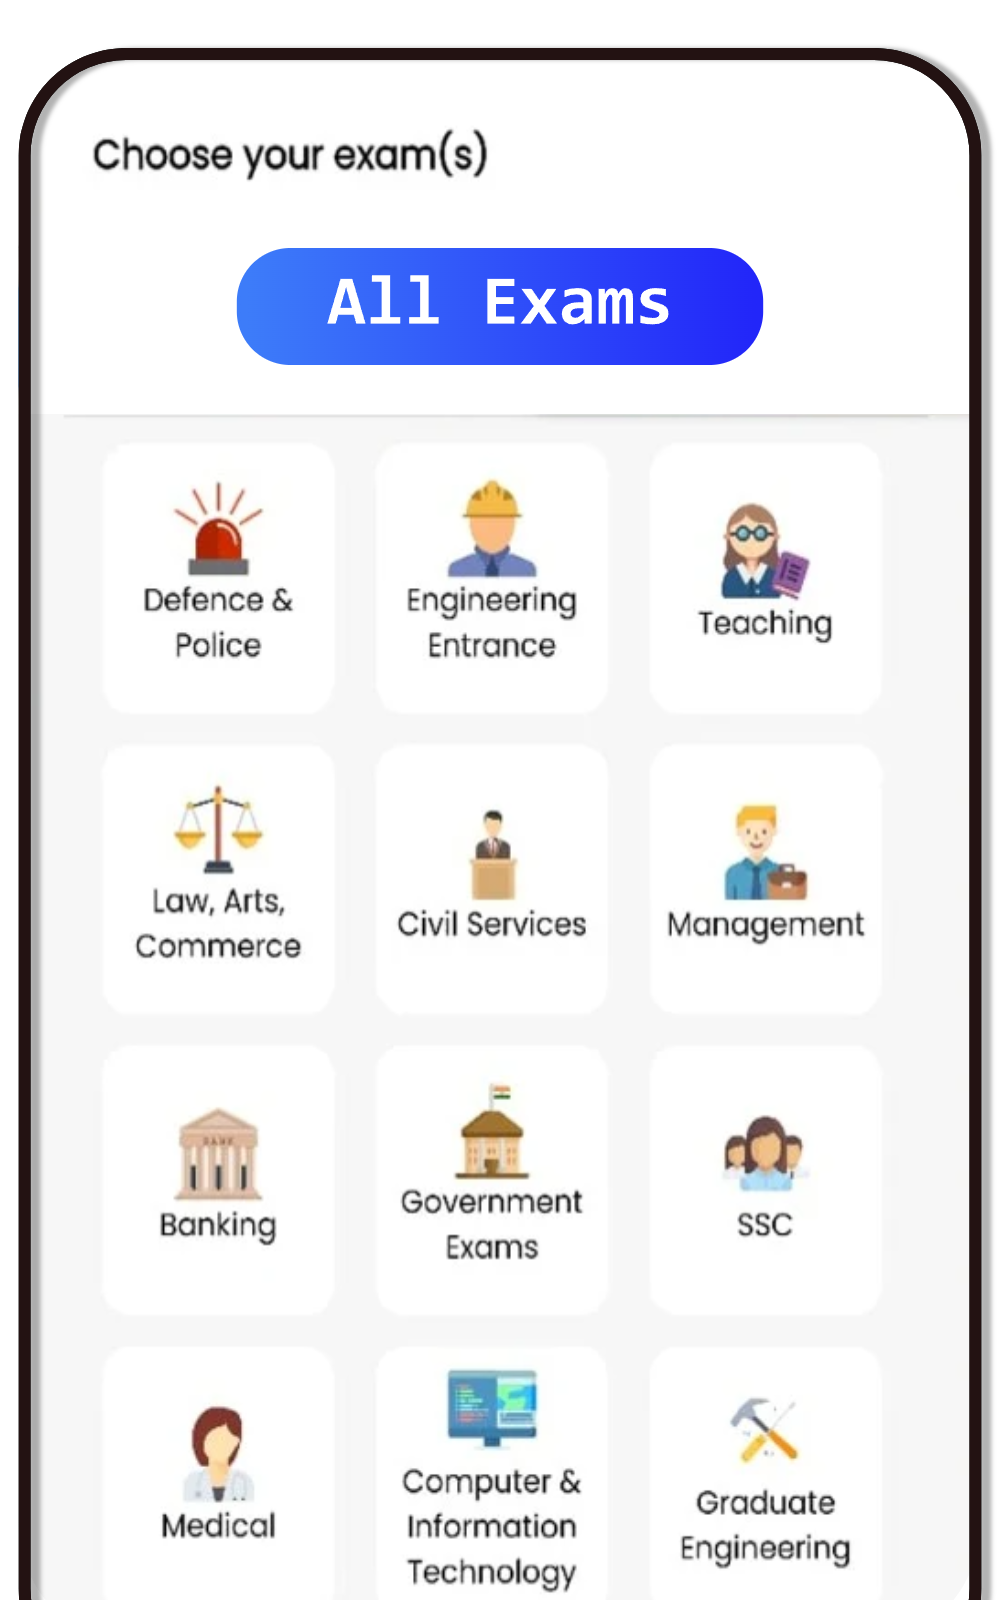 Choose your exam(s)
All Exams
Defence &
Police
Engineering
Entrance
Teaching
Law, Arts,
Commerce
Civil Services
Management
BANK
Banking
Government
Exams
SSC
Medical
Computer &
Information
Technology
Graduate
Engineering